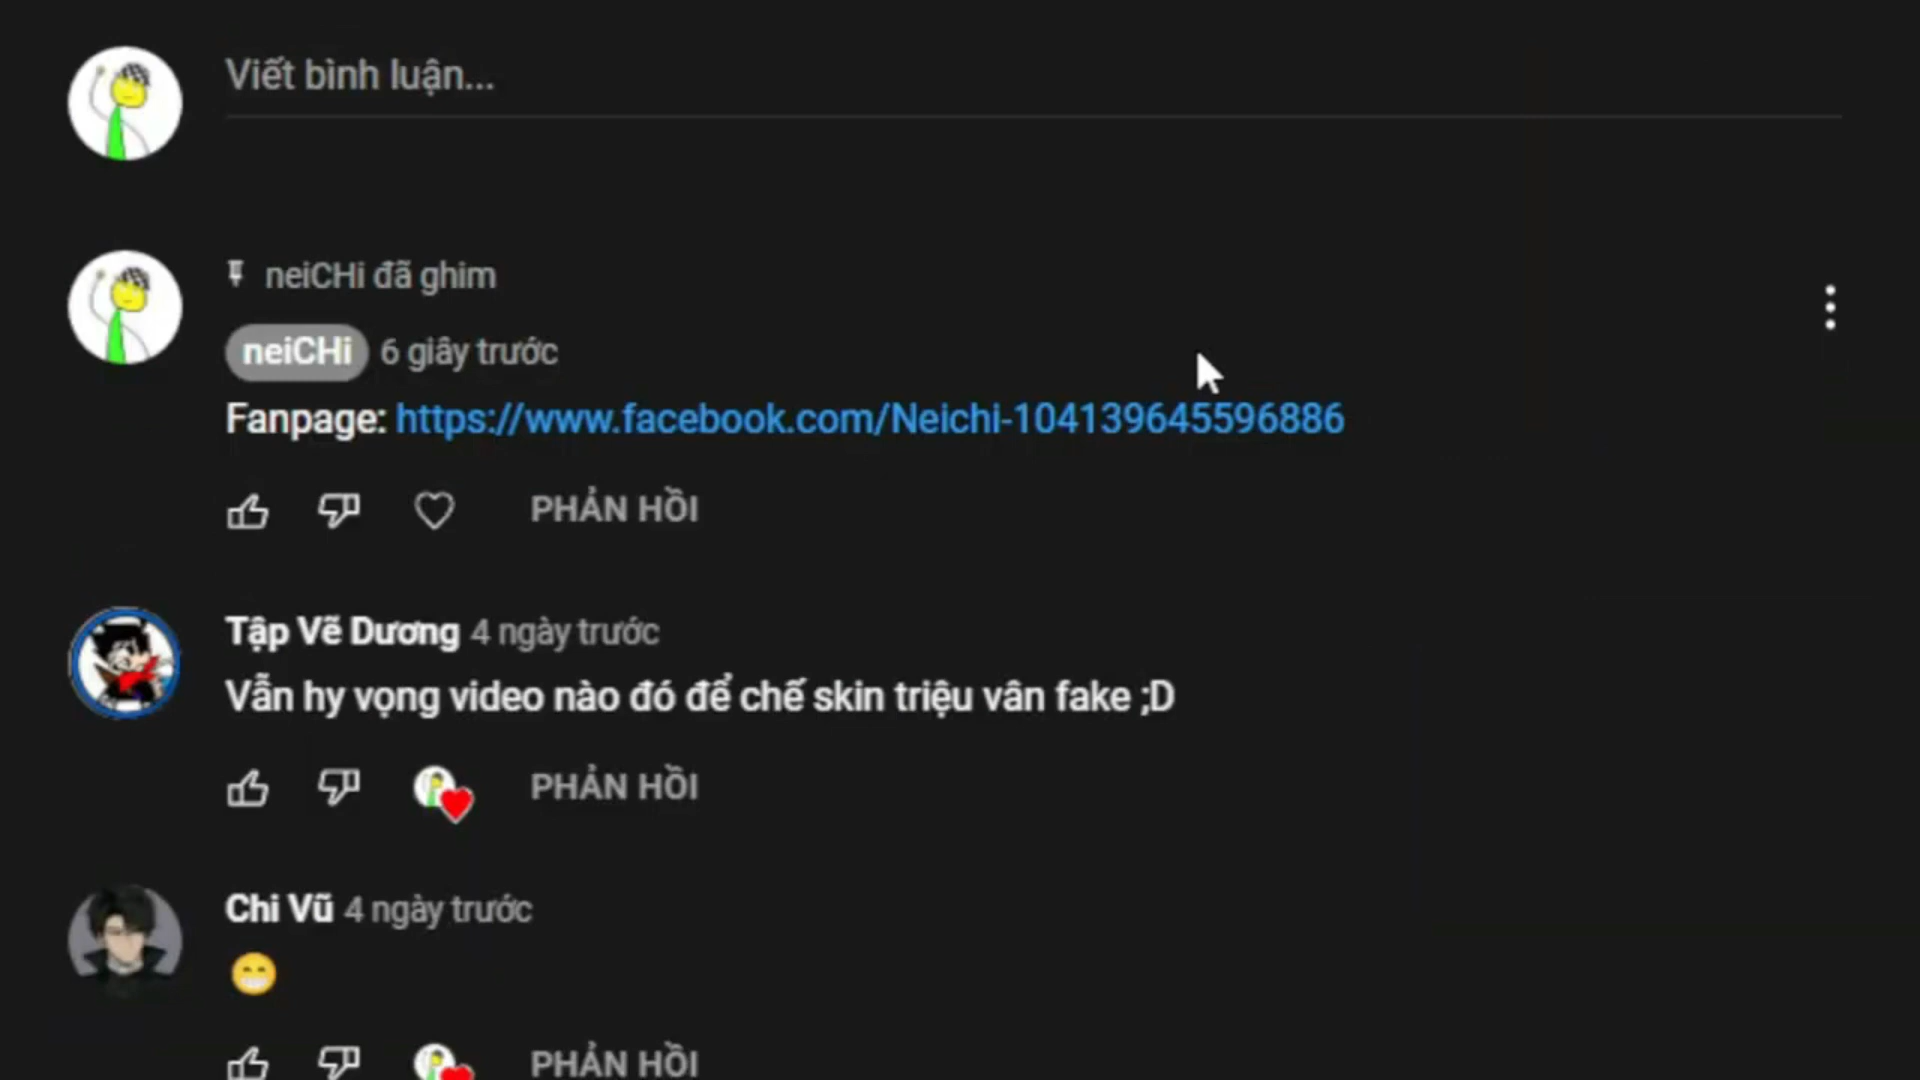 Viết bình luận...
neiCHi đã ghim
neiCHi 6 giây trước
Fanpage: https://www.facebook.com/Neichi-104139645596886
PHẢN HỒI
Tập Vẽ Dương 4 ngày trước
Vẫn hy vọng video nào đó để chế skin triệu vân fake ;D
PHẢN HỒI
Chi Vũ 4 ngày trước
😁
PHẢN HỒI